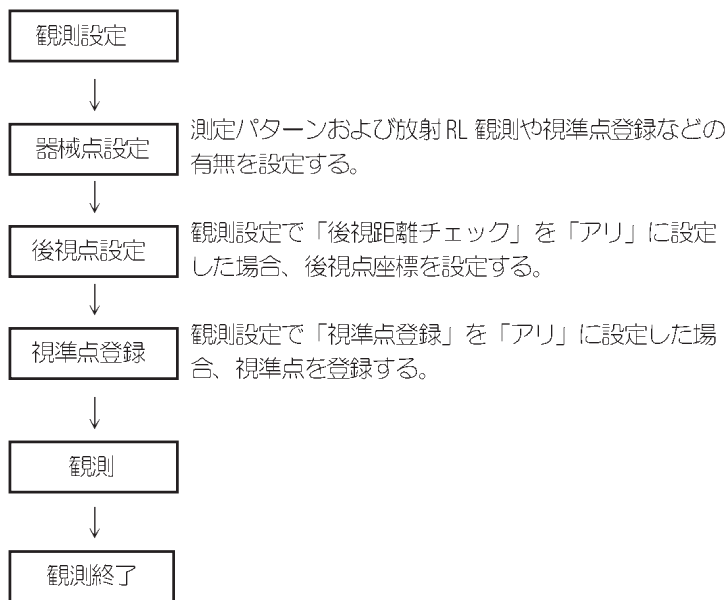 観測設定
↓
器械点設定
測定パターンおよび放射 RL 観測や視準点登録などの
有無を設定する。
↓
後視点設定
観測設定で「後視距離チェック」を「アリ」に設定
した場合、後視点座標を設定する。
↓
視準点登録
観測設定で「視準点登録」を「アリ」に設定した場
合、視準点を登録する。
↓
観測
↓
観測終了